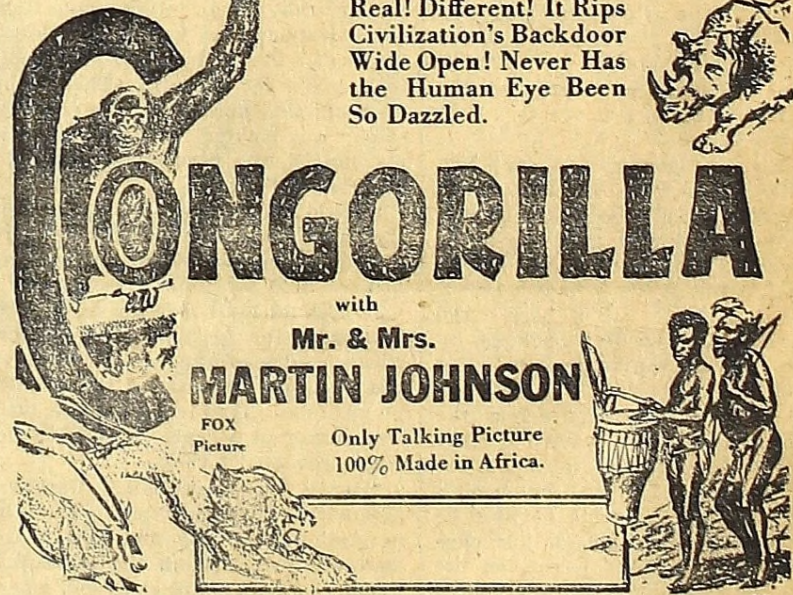 Real! Different! It Rips
Civilization's Backdoor
Wide Open! Never Has
the Human Eye Been
So Dazzled.
CONGORILLA
with
Mr. & Mrs.
MARTIN JOHNSON
FOX
Picture
Only Talking Picture
100% Made in Africa.